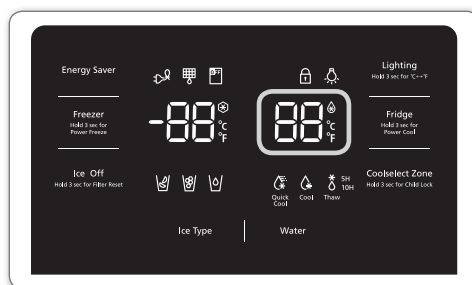 Energy Saver
OFF
Lighting
Hold 3 sec for °C↔°F
Freezer
Hold 3 sec for
Power Freeze
-88 °C °F
88 °C °F
Fridge
Hold 3 sec for
Power Cool
Ice Off
Hold 3 sec for Filter Reset
Quick
Cool
Cool
Thaw
5H
10H
Coolselect Zone
Hold 3 sec for Child Lock
Ice Type
Water